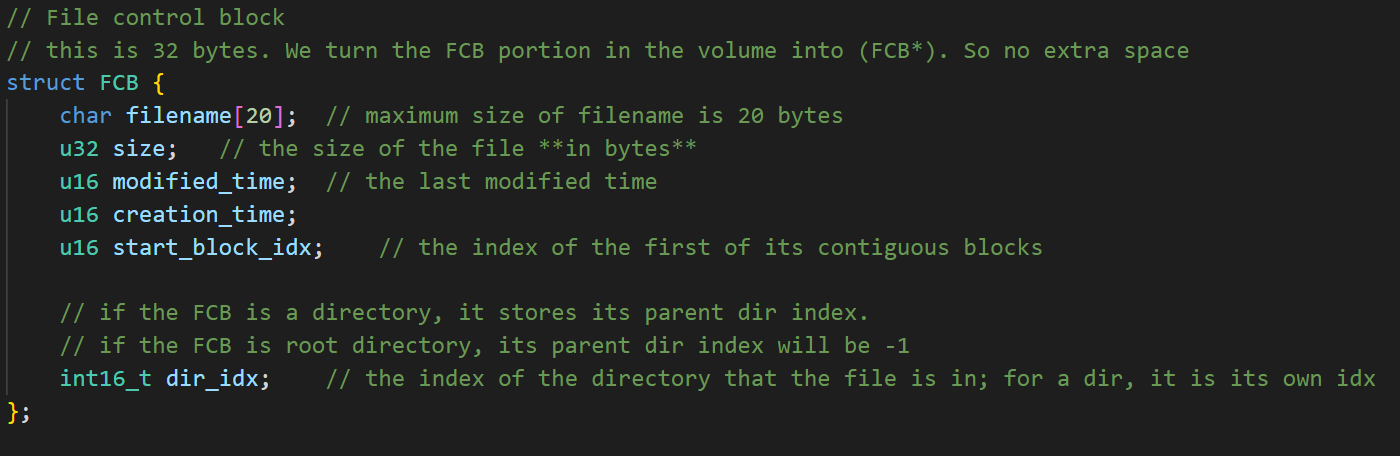 // File control block
// this is 32 bytes. We turn the FCB portion in the volume into (FCB*). So no extra space
struct FCB {
    char filename[20];  // maximum size of filename is 20 bytes
    u32 size;   // the size of the file **in bytes**
    u16 modified_time;  // the last modified time
    u16 creation_time;
    u16 start_block_idx;    // the index of the first of its contiguous blocks

    // if the FCB is a directory, it stores its parent dir index.
    // if the FCB is root directory, its parent dir index will be -1
    int16_t dir_idx;    // the index of the directory that the file is in; for a dir, it is its own idx
};